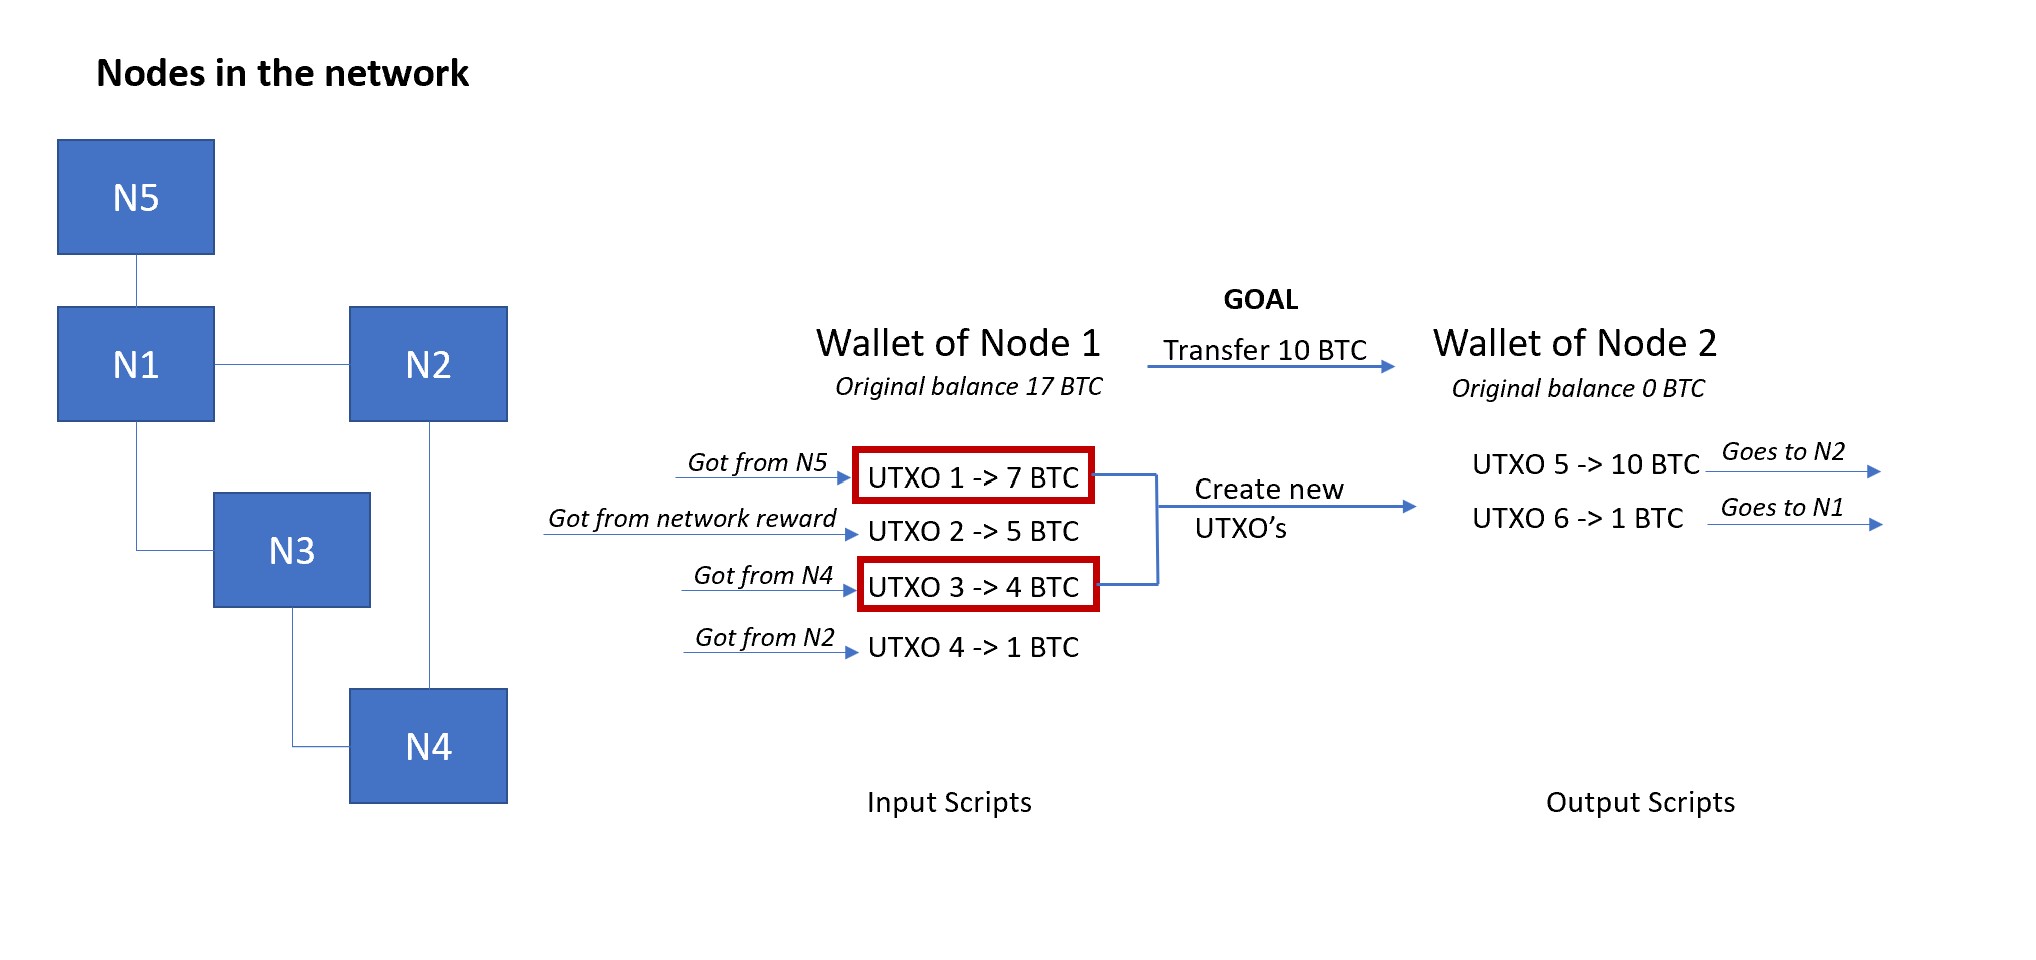 Nodes in the network
N5
N1
N2
N3
N4
GOAL
Wallet of Node 1
Transfer 10 BTC
Wallet of Node 2
Original balance 17 BTC
Original balance 0 BTC
Got from N5
UTXO 1 -> 7 BTC
Got from network reward
UTXO 2 -> 5 BTC
Got from N4
UTXO 3 -> 4 BTC
Got from N2
UTXO 4 -> 1 BTC
Create new
UTXO’s
UTXO 5 -> 10 BTC
Goes to N2
UTXO 6 -> 1 BTC
Goes to N1
Input Scripts
Output Scripts